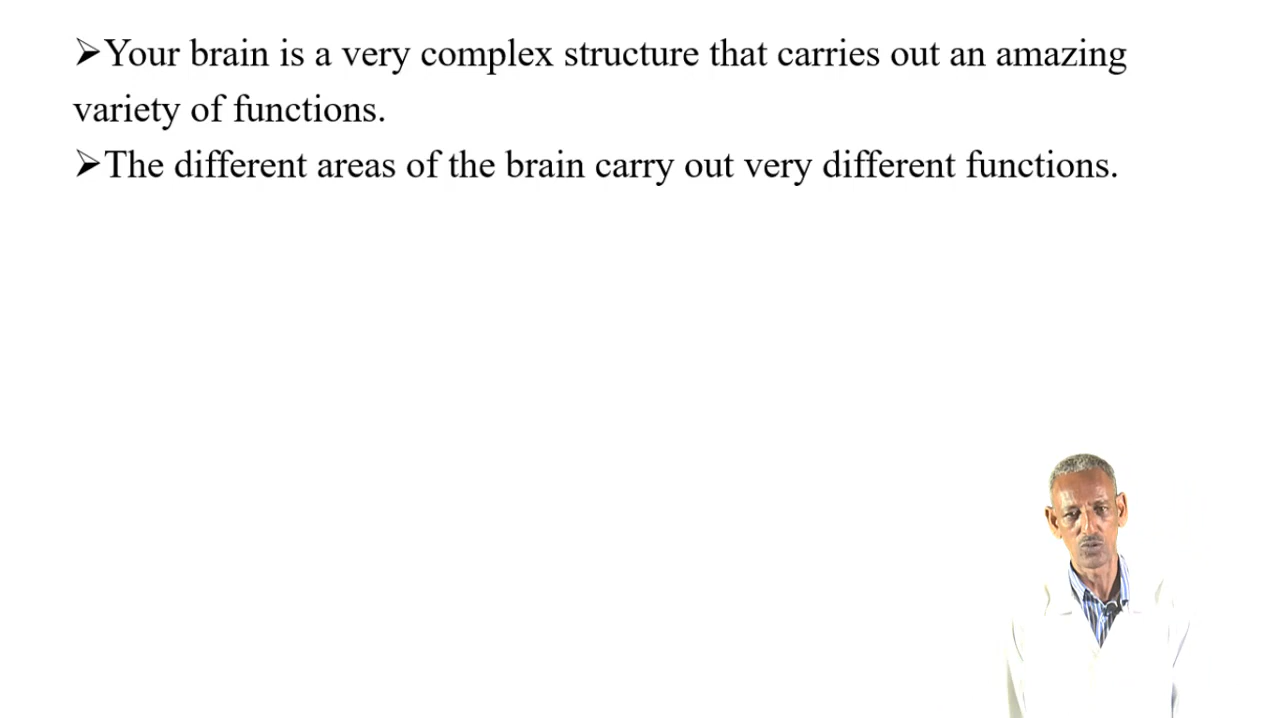 ➢Your brain is a very complex structure that carries out an amazing
variety of functions.
➢The different areas of the brain carry out very different functions.